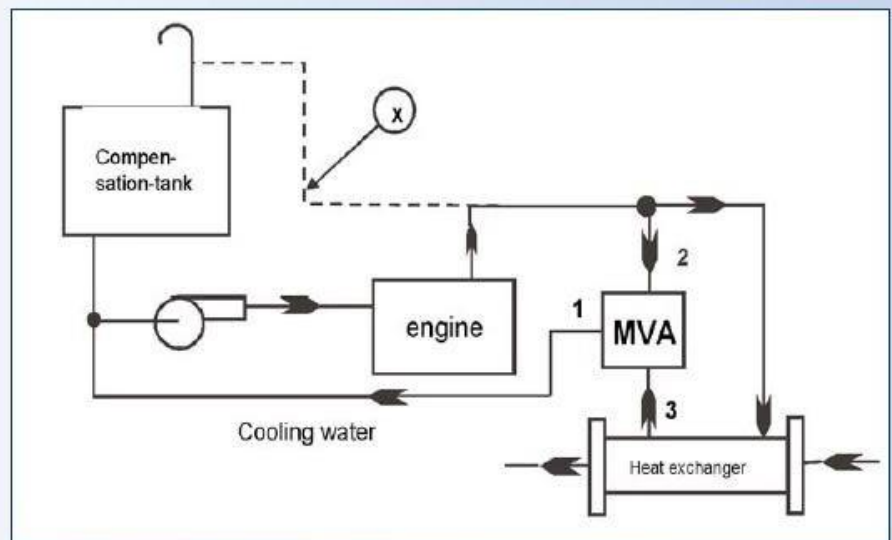 X
Compen-
sation-tank
2
1
engine
MVA
3
Cooling water
Heat exchanger